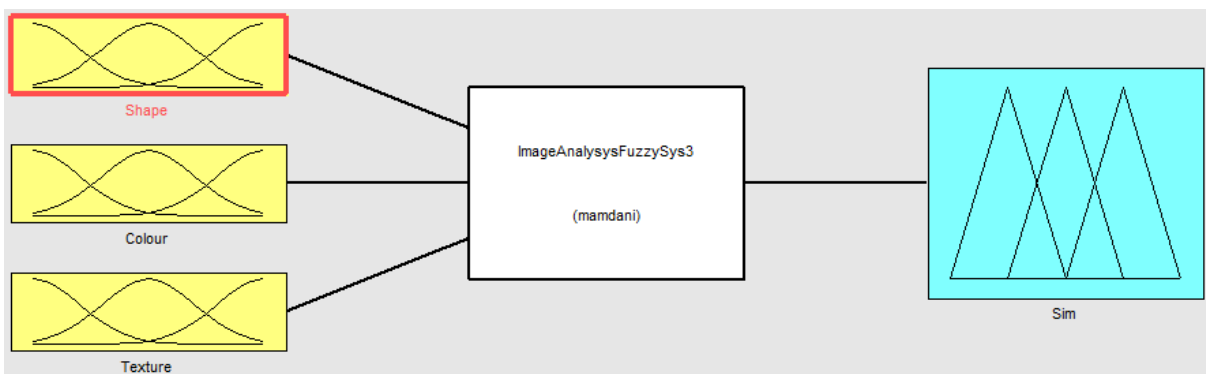 Shape
Colour
Texture
ImageAnalysysFuzzySys3
(mamdani)
Sim